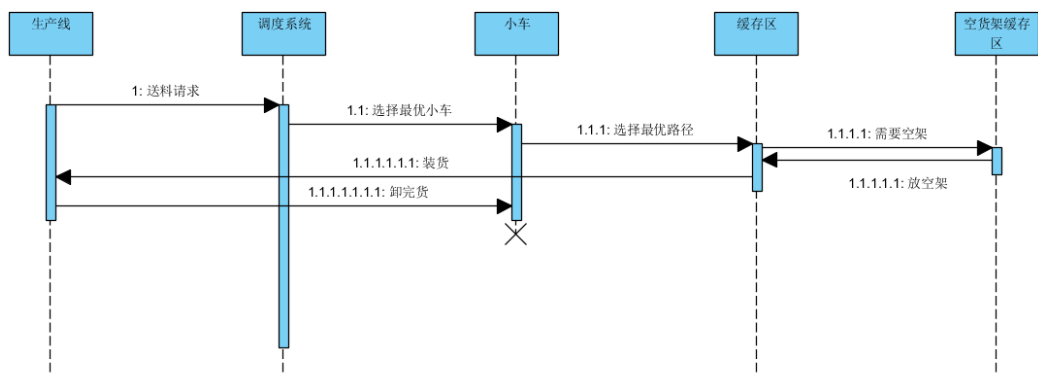 生产线
调度系统
小车
缓存区
空货架缓存
区
1: 送料请求
1.1: 选择最优小车
1.1.1: 选择最优路径
1.1.1.1: 需要空架
1.1.1.1.1.1: 装货
1.1.1.1.1: 放空架
1.1.1.1.1.1.1: 卸完货